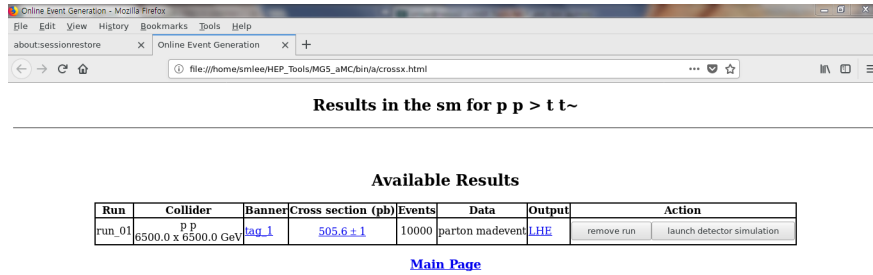 Online Event Generation - Mozilla Firefox
File Edit View History Bookmarks Tools Help
about:sessionrestore
Online Event Generation
file:///home/smlee/HEP_Tools/MG5_aMC/bin/a/crossx.html
Results in the sm for p p > t t~
Available Results
Run Collider Banner Cross section (pb) Events Data Output Action
run_01 p p 6500.0 x 6500.0 GeV tag_1 505.6 ± 1 10000 parton madevent LHE remove run launch detector simulation
Main Page